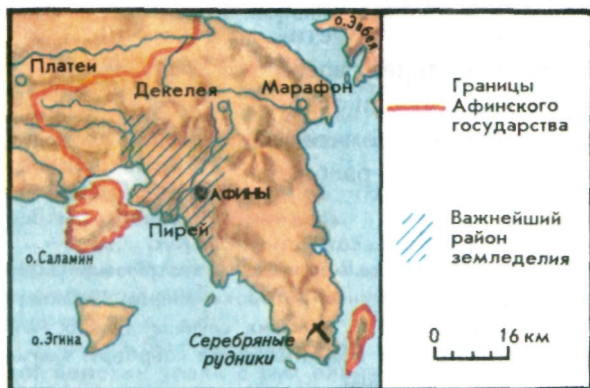 о. Эвбея
Платеи
Декелея
Марафон
АФИНЫ
Пирей
о. Саламин
о. Эгина
Серебряные
рудники
Границы
Афинского
государства
Важнейший
район
земледелия
0 16 км